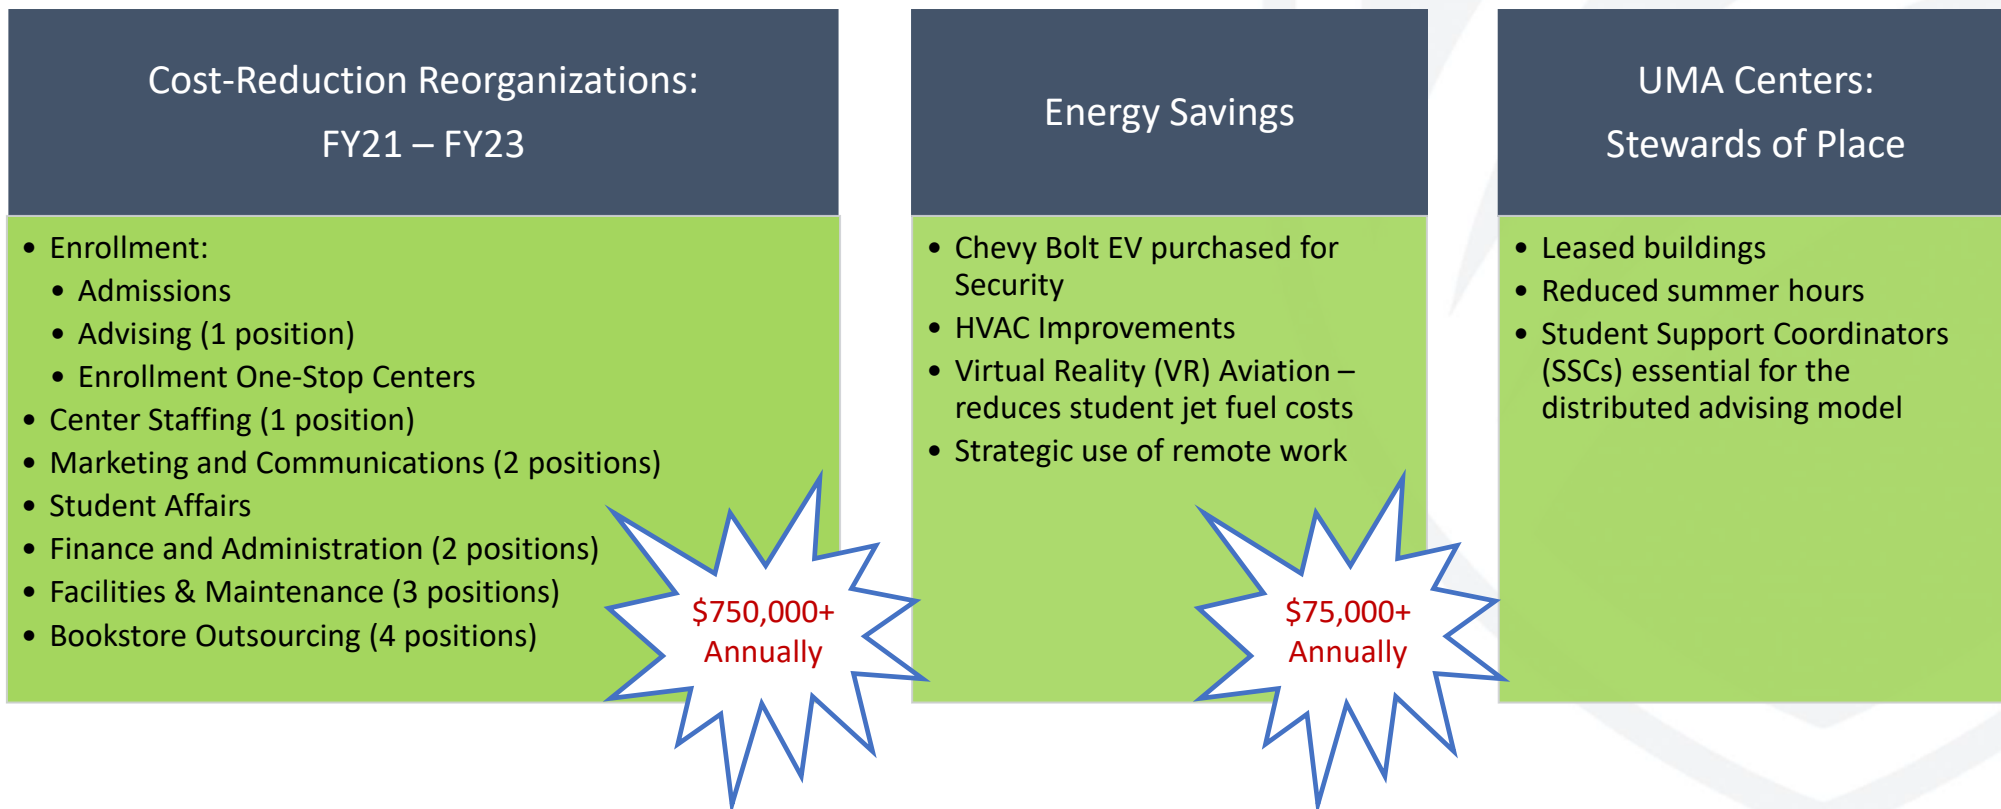 Cost-Reduction Reorganizations:
FY21 – FY23
• Enrollment:
• Admissions
• Advising (1 position)
• Enrollment One-Stop Centers
• Center Staffing (1 position)
• Marketing and Communications (2 positions)
• Student Affairs
• Finance and Administration (2 positions)
• Facilities & Maintenance (3 positions)
• Bookstore Outsourcing (4 positions)
$750,000+
Annually
Energy Savings
• Chevy Bolt EV purchased for
Security
• HVAC Improvements
• Virtual Reality (VR) Aviation –
reduces student jet fuel costs
• Strategic use of remote work
$75,000+
Annually
UMA Centers:
Stewards of Place
• Leased buildings
• Reduced summer hours
• Student Support Coordinators
(SSCs) essential for the
distributed advising model